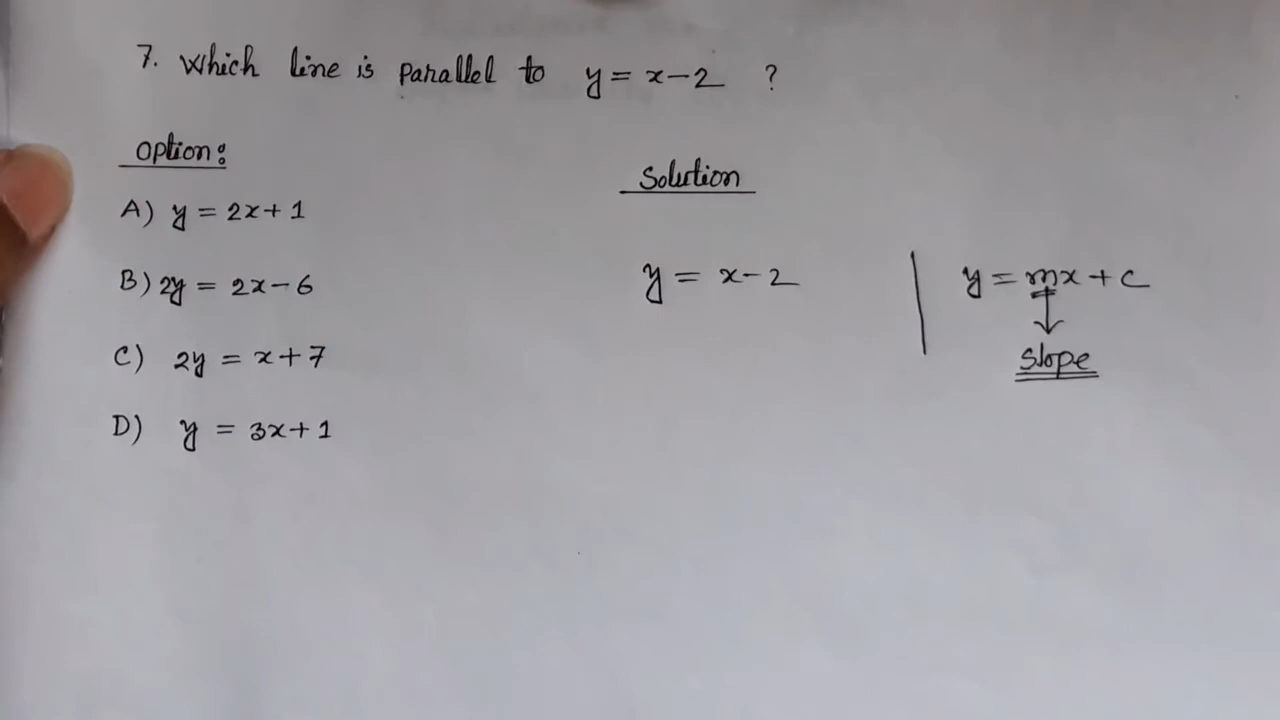 7. Which line is parallel to y = x-2 ?
Option:
A) y = 2x+1
B) 2y = 2x-6
C) 2y = x+7
D) y = 3x+1
Solution
y = x-2
y = mx+c
Slope